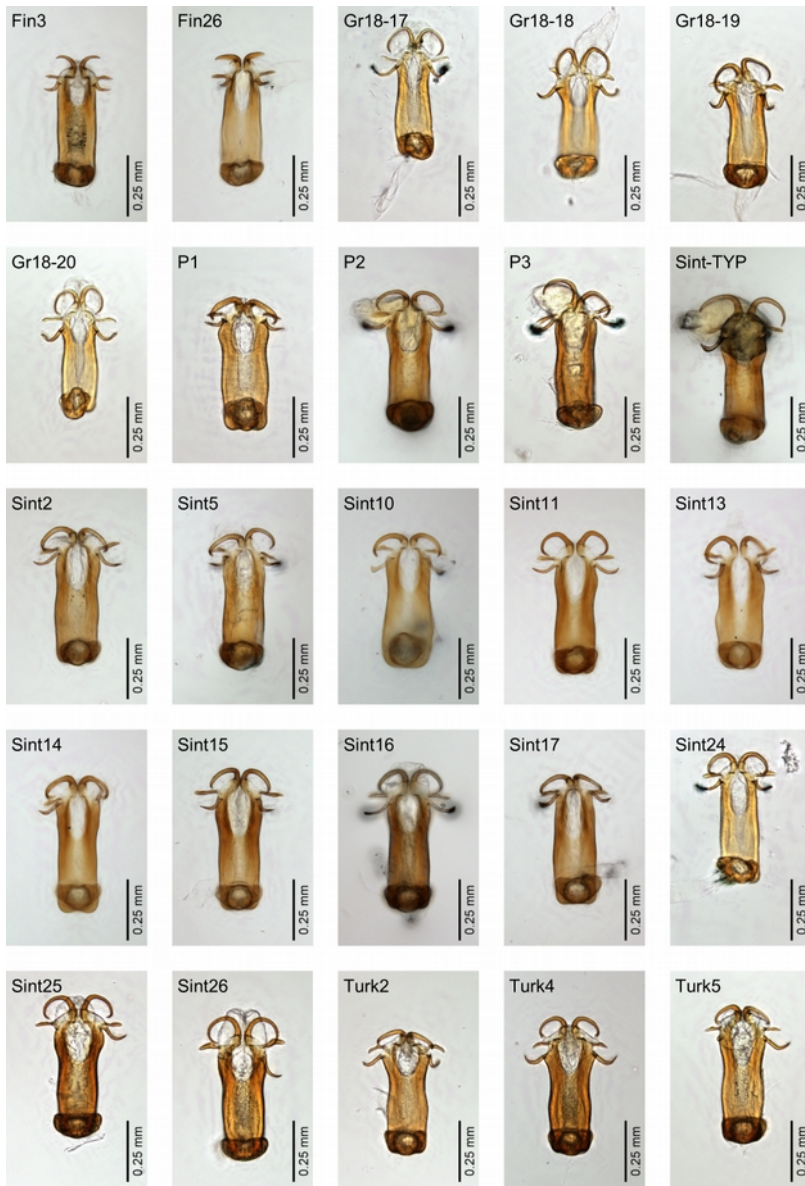 Fin3
Fin26
Gr18-17
Gr18-18
Gr18-19
0.25 mm
0.25 mm
0.25 mm
0.25 mm
0.25 mm
Gr18-20
P1
P2
P3
Sint-TYP
0.25 mm
0.25 mm
0.25 mm
0.25 mm
0.25 mm
Sint2
Sint5
Sint10
Sint11
Sint13
0.25 mm
0.25 mm
0.25 mm
0.25 mm
0.25 mm
Sint14
Sint15
Sint16
Sint17
Sint24
0.25 mm
0.25 mm
0.25 mm
0.25 mm
0.25 mm
Sint25
Sint26
Turk2
Turk4
Turk5
0.25 mm
0.25 mm
0.25 mm
0.25 mm
0.25 mm